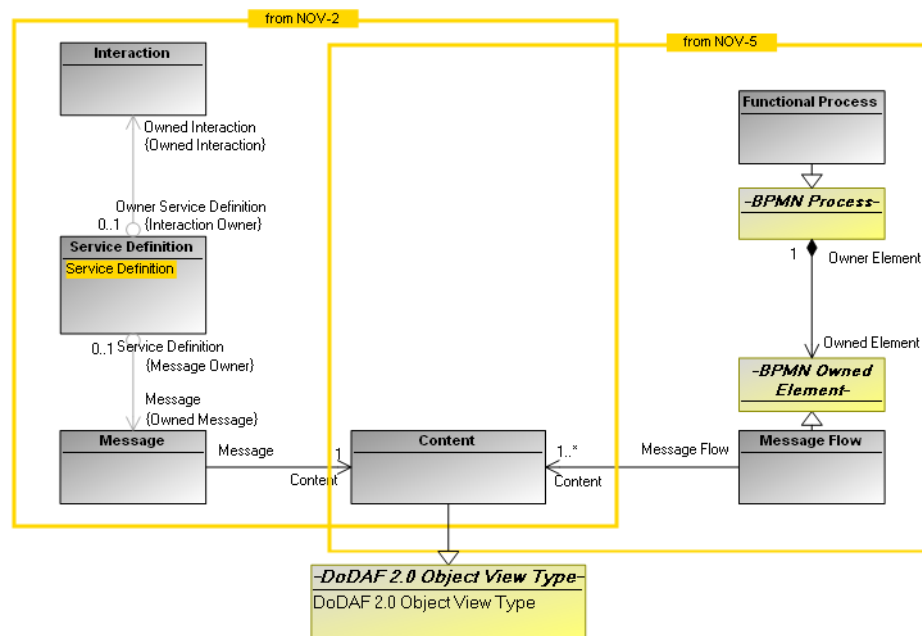 from NOV-2
from NOV-5
Interaction
Owned Interaction
{Owned Interaction}
Owner Service Definition
0..1 {Interaction Owner}
Service Definition
Service Definition
0..1 Service Definition
{Message Owner}
Message
{Owned Message}
Message
Message
1
Content
Content
1..*
Content
Message Flow
Functional Process
-BPMN Process-
1
Owner Element
Owned Element
-BPMN Owned
Element-
Message Flow
-DoDAF 2.0 Object View Type-
DoDAF 2.0 Object View Type